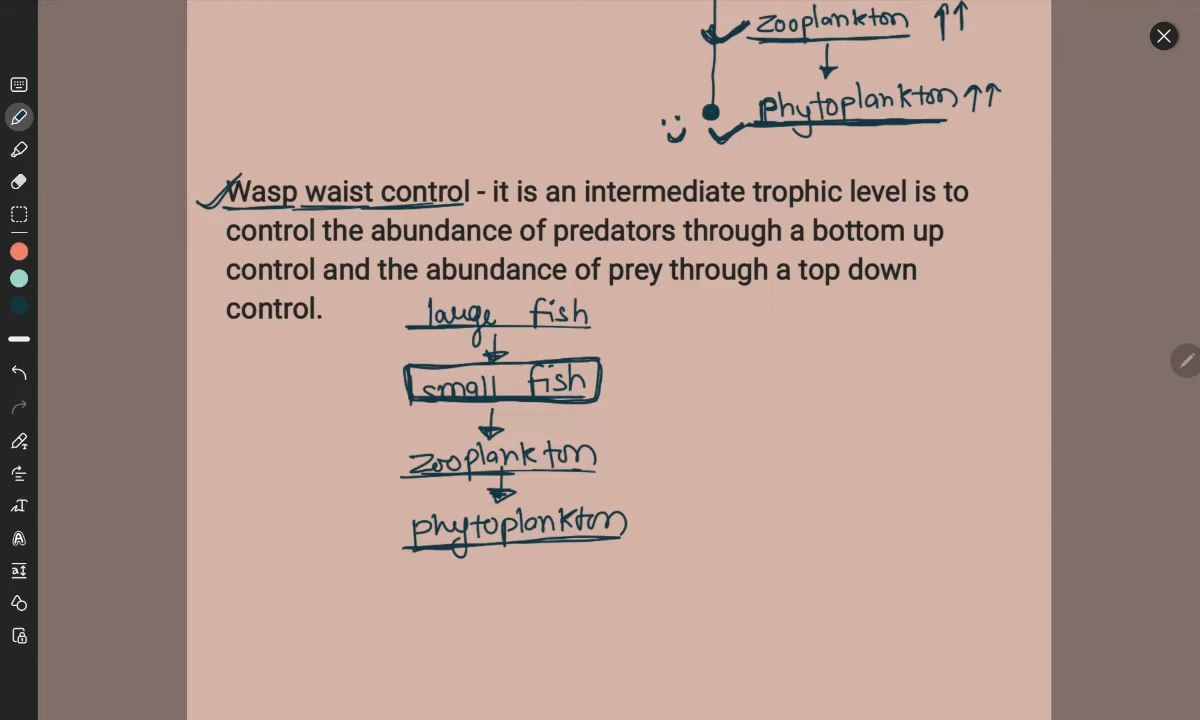 zooplankton ↑↑
phytoplankton ↑↑
Wasp waist control - it is an intermediate trophic level is to
control the abundance of predators through a bottom up
control and the abundance of prey through a top down
control.
large fish
small fish
zooplankton
phytoplankton